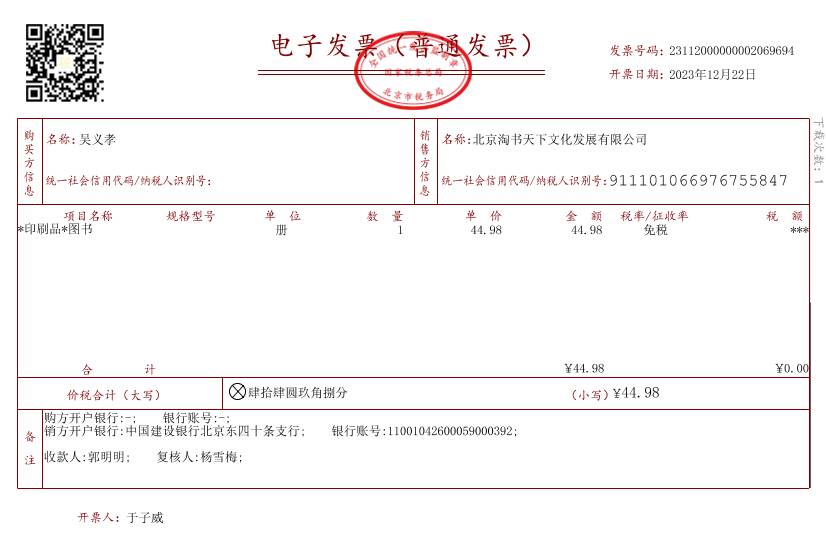 电子发票（普通发票）
全国统一发票监制章
国家税务总局
北京市税务局
发票号码：23112000000002069694
开票日期：2023年12月22日
购买方信息
名称：吴义孝
统一社会信用代码/纳税人识别号：
销售方信息
名称：北京淘书天下文化发展有限公司
统一社会信用代码/纳税人识别号：911101066976755847
下载次数：1
项目名称 规格型号 单位 数量 单价 金额 税率/征收率 税额
*印刷品*图书 册 1 44.98 44.98 免税 ***
合计 ¥44.98 ¥0.00
价税合计（大写） ⊗肆拾肆圆玖角捌分 （小写）¥44.98
备注
购方开户银行:-; 银行账号:-;
销方开户银行:中国建设银行北京东四十条支行; 银行账号:11001042600059000392;
收款人:郭明明; 复核人:杨雪梅;
开票人：于子威